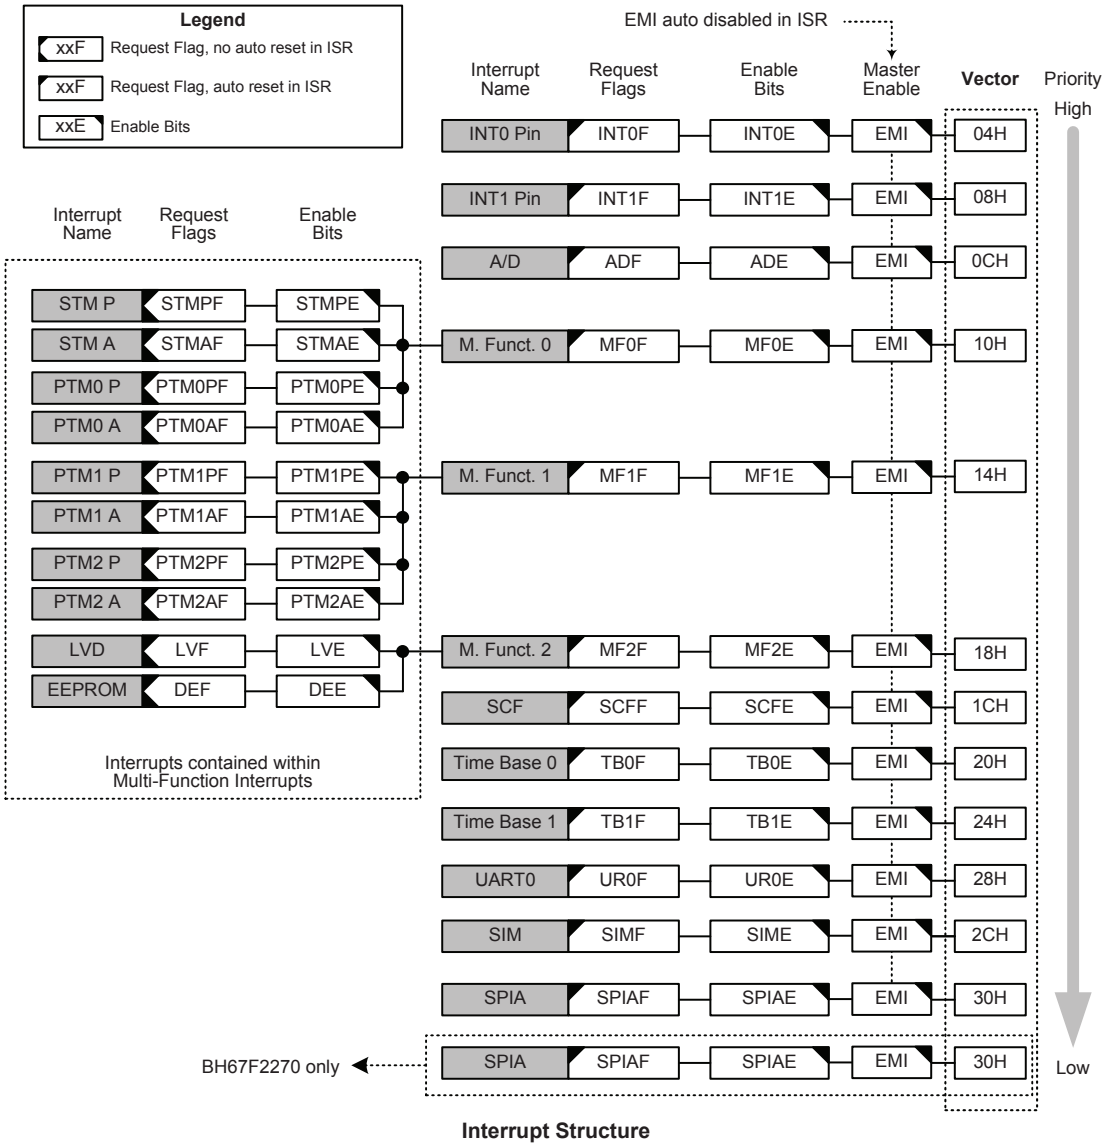 Legend
xxF Request Flag, no auto reset in ISR
xxF Request Flag, auto reset in ISR
xxE Enable Bits
EMI auto disabled in ISR
Interrupt Name Request Flags Enable Bits Master Enable Vector Priority
High
INT0 Pin INT0F INT0E EMI 04H
INT1 Pin INT1F INT1E EMI 08H
A/D ADF ADE EMI 0CH
Interrupt Name Request Flags Enable Bits
STM P STMPF STMPE
STM A STMAF STMAE M. Funct. 0 MF0F MF0E EMI 10H
PTM0 P PTM0PF PTM0PE
PTM0 A PTM0AF PTM0AE
PTM1 P PTM1PF PTM1PE M. Funct. 1 MF1F MF1E EMI 14H
PTM1 A PTM1AF PTM1AE
PTM2 P PTM2PF PTM2PE
PTM2 A PTM2AF PTM2AE
LVD LVF LVE M. Funct. 2 MF2F MF2E EMI 18H
EEPROM DEF DEE SCF SCFF SCFE EMI 1CH
Interrupts contained within
Multi-Function Interrupts
Time Base 0 TB0F TB0E EMI 20H
Time Base 1 TB1F TB1E EMI 24H
UART0 UR0F UR0E EMI 28H
SIM SIMF SIME EMI 2CH
SPIA SPIAF SPIAE EMI 30H
BH67F2270 only SPIA SPIAF SPIAE EMI 30H Low
Interrupt Structure